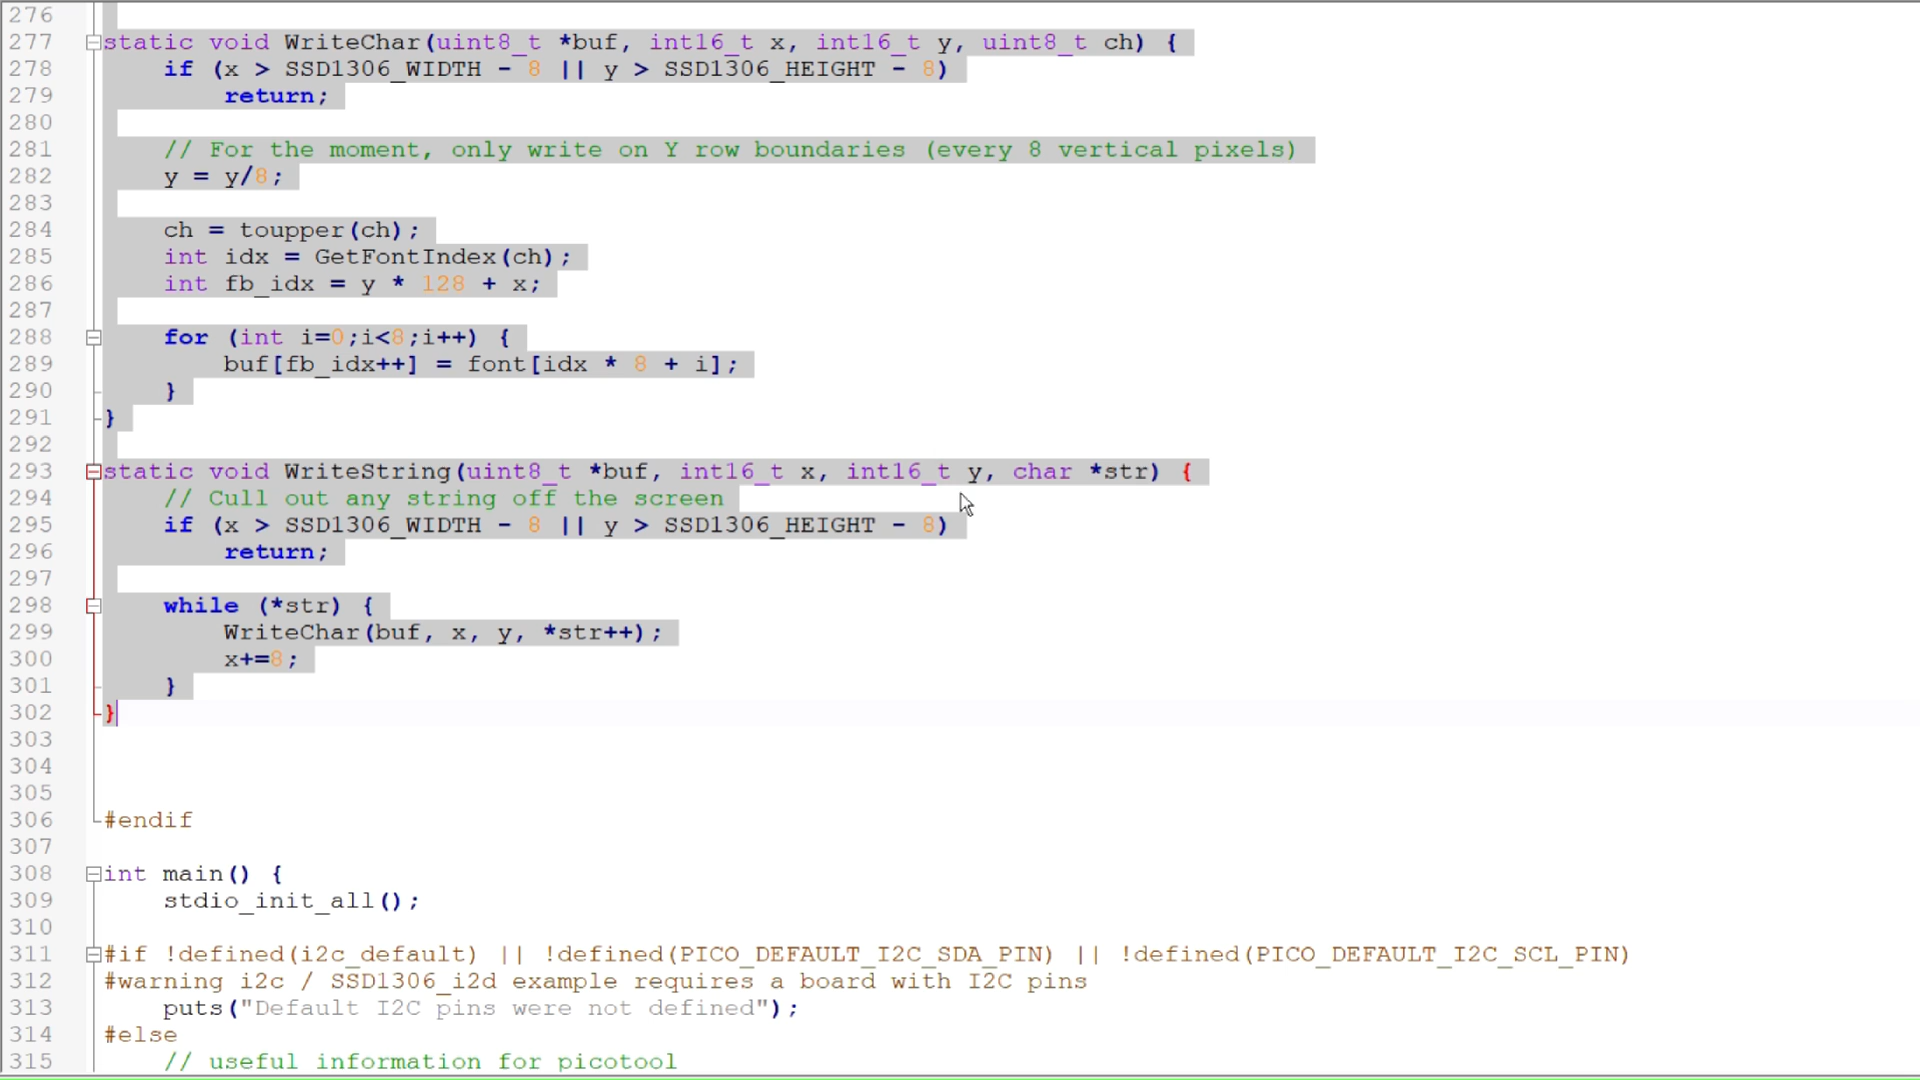 276
277 static void WriteChar(uint8_t *buf, int16_t x, int16_t y, uint8_t ch) {
278     if (x > SSD1306_WIDTH - 8 || y > SSD1306_HEIGHT - 8)
279         return;
280
281     // For the moment, only write on Y row boundaries (every 8 vertical pixels)
282     y = y/8;
283
284     ch = toupper(ch);
285     int idx = GetFontIndex(ch);
286     int fb_idx = y * 128 + x;
287
288     for (int i=0;i<8;i++) {
289         buf[fb_idx++] = font[idx * 8 + i];
290     }
291 }
292
293 static void WriteString(uint8_t *buf, int16_t x, int16_t y, char *str) {
294     // Cull out any string off the screen
295     if (x > SSD1306_WIDTH - 8 || y > SSD1306_HEIGHT - 8)
296         return;
297
298     while (*str) {
299         WriteChar(buf, x, y, *str++);
300         x+=8;
301     }
302 }
303
304
305
306 #endif
307
308 int main() {
309     stdio_init_all();
310
311 #if !defined(i2c_default) || !defined(PICO_DEFAULT_I2C_SDA_PIN) || !defined(PICO_DEFAULT_I2C_SCL_PIN)
312 #warning i2c / SSD1306_i2d example requires a board with I2C pins
313     puts("Default I2C pins were not defined");
314 #else
315     // useful information for picotool